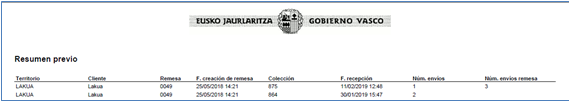 EUSKO JAURLARITZA GOBIERNO VASCO
Resumen previo
Territorio Cliente Remesa F. creación de remesa Colección F. recepción Núm. envíos Núm. envíos remesa
LAKUA Lakua 0049 25/05/2018 14:21 875 11/02/2019 12:48 1 3
LAKUA Lakua 0049 25/05/2018 14:21 864 30/01/2019 15:47 2